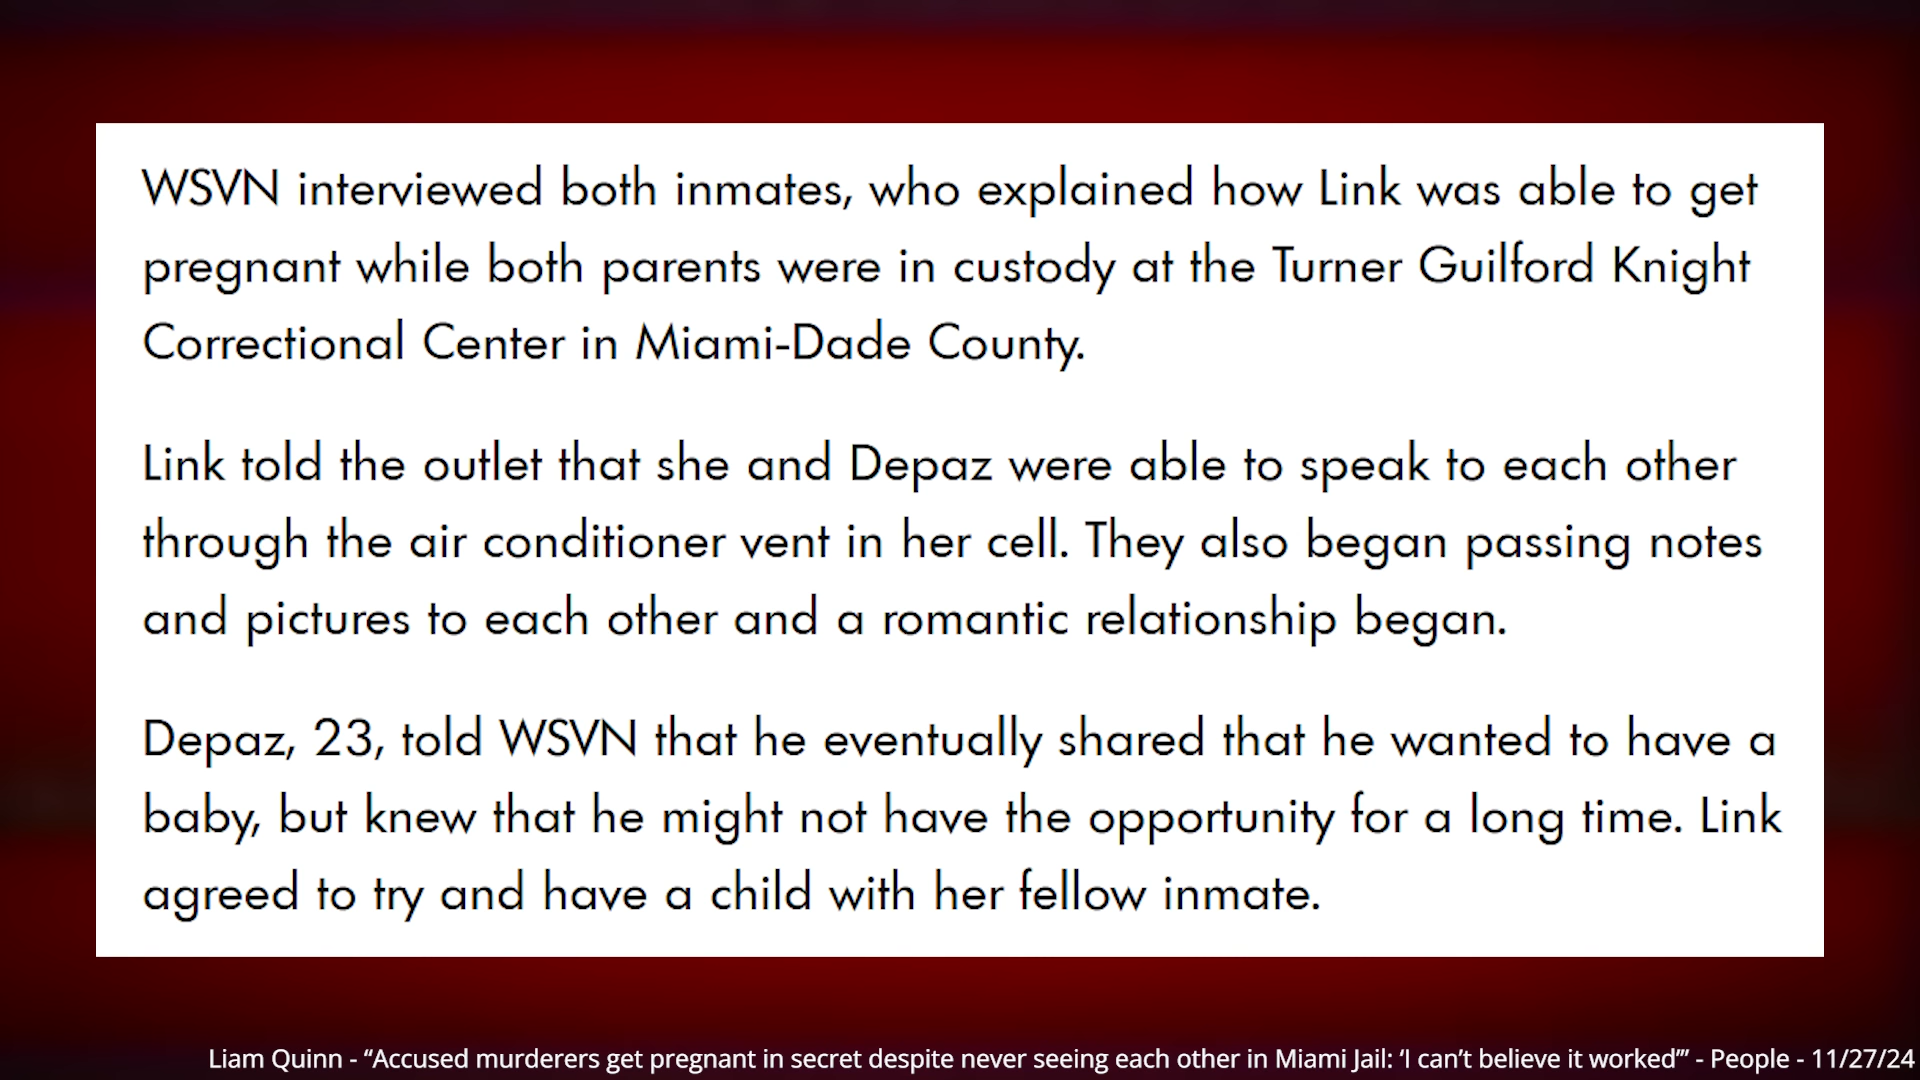 WSVN interviewed both inmates, who explained how Link was able to get
pregnant while both parents were in custody at the Turner Guilford Knight
Correctional Center in Miami-Dade County.
Link told the outlet that she and Depaz were able to speak to each other
through the air conditioner vent in her cell. They also began passing notes
and pictures to each other and a romantic relationship began.
Depaz, 23, told WSVN that he eventually shared that he wanted to have a
baby, but knew that he might not have the opportunity for a long time. Link
agreed to try and have a child with her fellow inmate.
Liam Quinn - “Accused murderers get pregnant in secret despite never seeing each other in Miami Jail: ‘I can’t believe it worked’” - People - 11/27/24